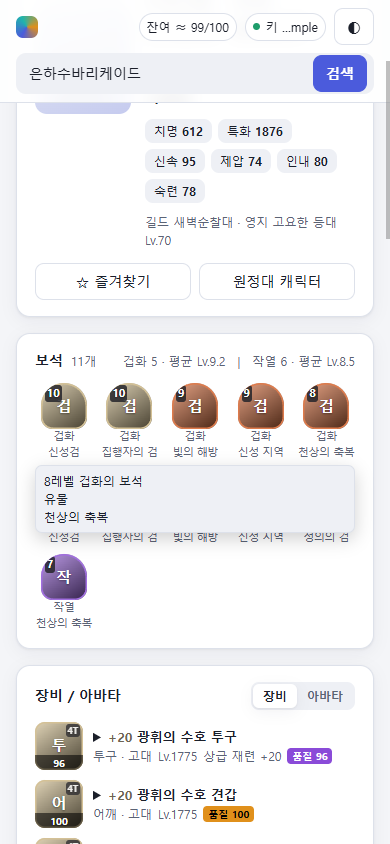 잔여 ≈ 99/100
키 …mple
은하수바리케이드
검색
치명 612
특화 1876
신속 95
제압 74
인내 80
숙련 78
길드 새벽순찰대 · 영지 고요한 등대
Lv.70
☆ 즐겨찾기
원정대 캐릭터
보석 11개
겁화 5 · 평균 Lv.9.2 | 작열 6 · 평균 Lv.8.5
10 겁 10 겁 9 겁 9 겁 8 겁
겁화 겁화 겁화 겁화 겁화
신성검 집행자의 검 빛의 해방 신성 지역 천상의 축복
8레벨 겁화의 보석
유물
천상의 축복
신성검 집행자의 검 빛의 해방 신성 지역 정의의 검
7 작
작열
천상의 축복
장비 / 아바타
장비 아바타
투 4T 96
▶ +20 광휘의 수호 투구
투구 · 고대 Lv.1775 상급 재련 +20 품질 96
어 4T 100
▶ +20 광휘의 수호 견갑
어깨 · 고대 Lv.1775 품질 100